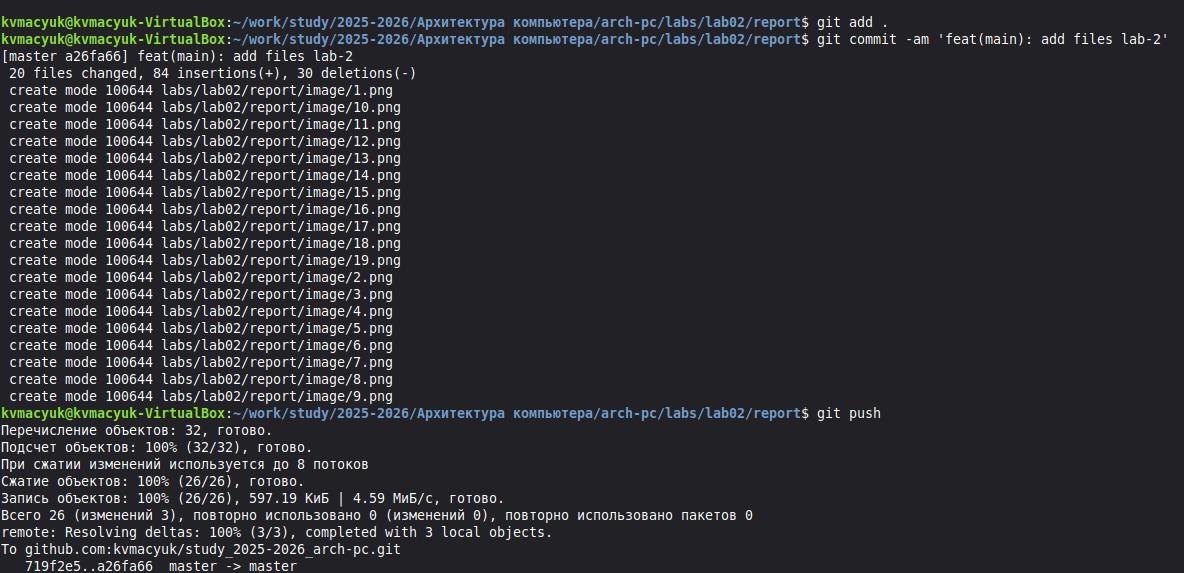 kvmacyuk@kvmacyuk-VirtualBox:~/work/study/2025-2026/Архитектура компьютера/arch-pc/labs/lab02/report$ git add .
kvmacyuk@kvmacyuk-VirtualBox:~/work/study/2025-2026/Архитектура компьютера/arch-pc/labs/lab02/report$ git commit -am 'feat(main): add files lab-2'
[master a26fa66] feat(main): add files lab-2
 20 files changed, 84 insertions(+), 30 deletions(-)
 create mode 100644 labs/lab02/report/image/1.png
 create mode 100644 labs/lab02/report/image/10.png
 create mode 100644 labs/lab02/report/image/11.png
 create mode 100644 labs/lab02/report/image/12.png
 create mode 100644 labs/lab02/report/image/13.png
 create mode 100644 labs/lab02/report/image/14.png
 create mode 100644 labs/lab02/report/image/15.png
 create mode 100644 labs/lab02/report/image/16.png
 create mode 100644 labs/lab02/report/image/17.png
 create mode 100644 labs/lab02/report/image/18.png
 create mode 100644 labs/lab02/report/image/19.png
 create mode 100644 labs/lab02/report/image/2.png
 create mode 100644 labs/lab02/report/image/3.png
 create mode 100644 labs/lab02/report/image/4.png
 create mode 100644 labs/lab02/report/image/5.png
 create mode 100644 labs/lab02/report/image/6.png
 create mode 100644 labs/lab02/report/image/7.png
 create mode 100644 labs/lab02/report/image/8.png
 create mode 100644 labs/lab02/report/image/9.png
kvmacyuk@kvmacyuk-VirtualBox:~/work/study/2025-2026/Архитектура компьютера/arch-pc/labs/lab02/report$ git push
Перечисление объектов: 32, готово.
Подсчет объектов: 100% (32/32), готово.
При сжатии изменений используется до 8 потоков
Сжатие объектов: 100% (26/26), готово.
Запись объектов: 100% (26/26), 597.19 КиБ | 4.59 МиБ/с, готово.
Всего 26 (изменений 3), повторно использовано 0 (изменений 0), повторно использовано пакетов 0
remote: Resolving deltas: 100% (3/3), completed with 3 local objects.
To github.com:kvmacyuk/study_2025-2026_arch-pc.git
   719f2e5..a26fa66  master -> master